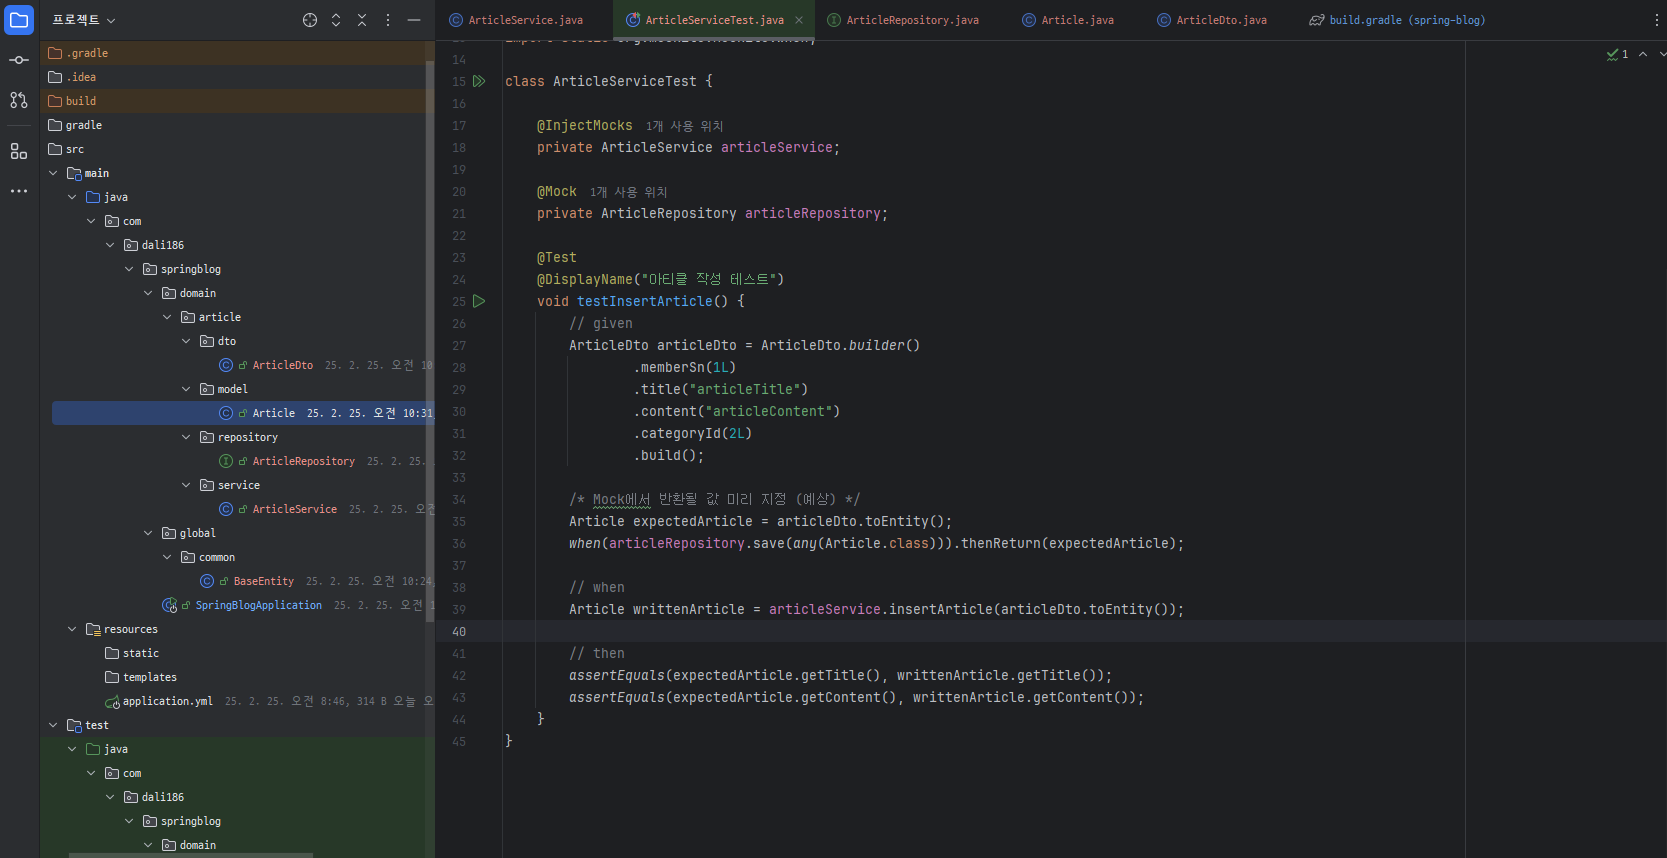 프로젝트
.gradle
.idea
build
gradle
src
main
java
com
dali186
springblog
domain
article
dto
ArticleDto 25. 2. 25. 오전 10
model
Article 25. 2. 25. 오전 10:31
repository
ArticleRepository 25. 2. 25.
service
ArticleService 25. 2. 25. 오전
global
common
BaseEntity 25. 2. 25. 오전 10:24,
SpringBlogApplication 25. 2. 25. 오전 1
resources
static
templates
application.yml 25. 2. 25. 오전 8:46, 314 B 오늘 오
test
java
com
dali186
springblog
domain
ArticleService.java ArticleServiceTest.java ArticleRepository.java Article.java ArticleDto.java build.gradle (spring-blog)
1
14
15 class ArticleServiceTest {
16
17 @InjectMocks 1개 사용 위치
18 private ArticleService articleService;
19
20 @Mock 1개 사용 위치
21 private ArticleRepository articleRepository;
22
23 @Test
24 @DisplayName("아티클 작성 테스트")
25 void testInsertArticle() {
26 // given
27 ArticleDto articleDto = ArticleDto.builder()
28 .memberSn(1L)
29 .title("articleTitle")
30 .content("articleContent")
31 .categoryId(2L)
32 .build();
33
34 /* Mock에서 반환될 값 미리 지정 (예상) */
35 Article expectedArticle = articleDto.toEntity();
36 when(articleRepository.save(any(Article.class))).thenReturn(expectedArticle);
37
38 // when
39 Article writtenArticle = articleService.insertArticle(articleDto.toEntity());
40
41 // then
42 assertEquals(expectedArticle.getTitle(), writtenArticle.getTitle());
43 assertEquals(expectedArticle.getContent(), writtenArticle.getContent());
44 }
45 }